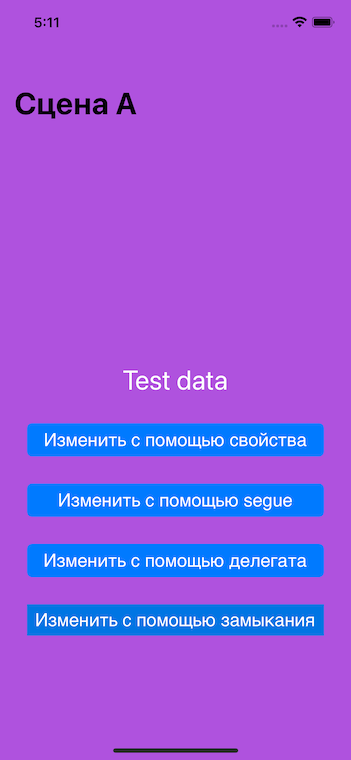 5:11
Сцена А
Test data
Изменить с помощью свойства
Изменить с помощью segue
Изменить с помощью делегата
Изменить с помощью замыкания